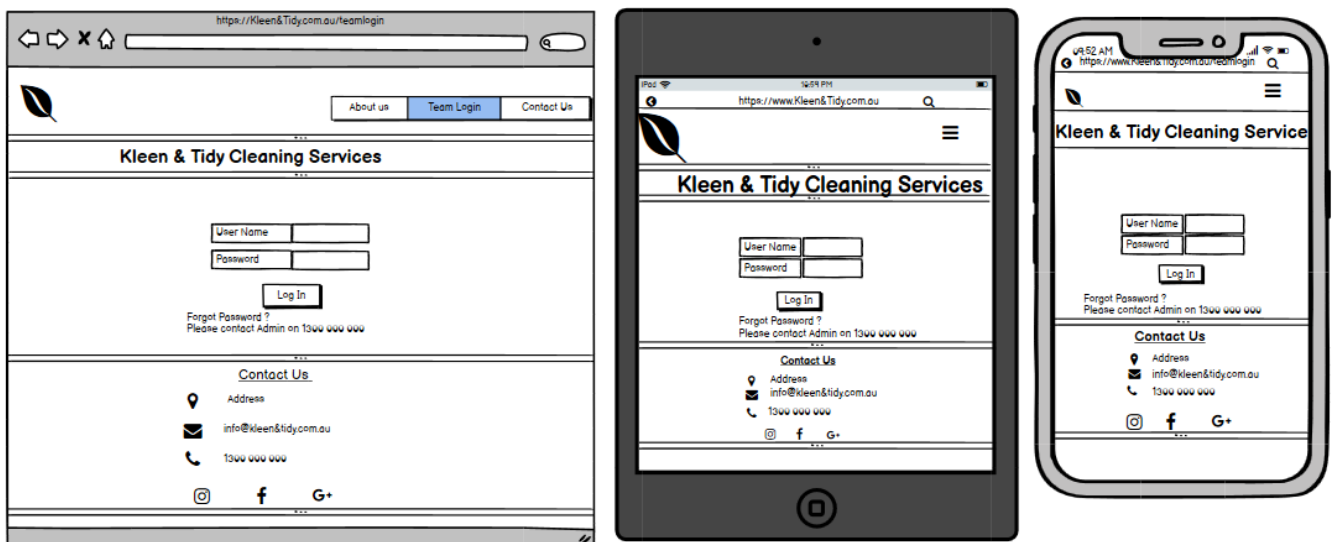 https://Kleen&Tidy.com.au/teamlogin
About us
Team Login
Contact Us
Kleen & Tidy Cleaning Services
User Name
Password
Log In
Forgot Password ?
Please contact Admin on 1300 000 000
Contact Us
Address
info@kleen&tidy.com.au
1300 000 000
f
G+
iPad
12:59 PM
https://www.Kleen&Tidy.com.au
Kleen & Tidy Cleaning Services
User Name
Password
Log In
Forgot Password ?
Please contact Admin on 1300 000 000
Contact Us
Address
info@kleen&tidy.com.au
1300 000 000
f
G+
09:52 AM
https://www.Kleen&Tidy.com.au/teamlogin
Kleen & Tidy Cleaning Service
User Name
Password
Log In
Forgot Password ?
Please contact Admin on 1300 000 000
Contact Us
Address
info@kleen&tidy.com.au
1300 000 000
f
G+